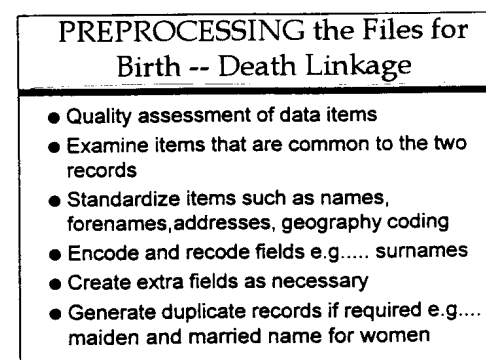 PREPROCESSING the Files for
Birth -- Death Linkage
● Quality assessment of data items
● Examine items that are common to the two
records
● Standardize items such as names,
forenames,addresses, geography coding
● Encode and recode fields e.g..... surnames
● Create extra fields as necessary
● Generate duplicate records if required e.g....
maiden and married name for women